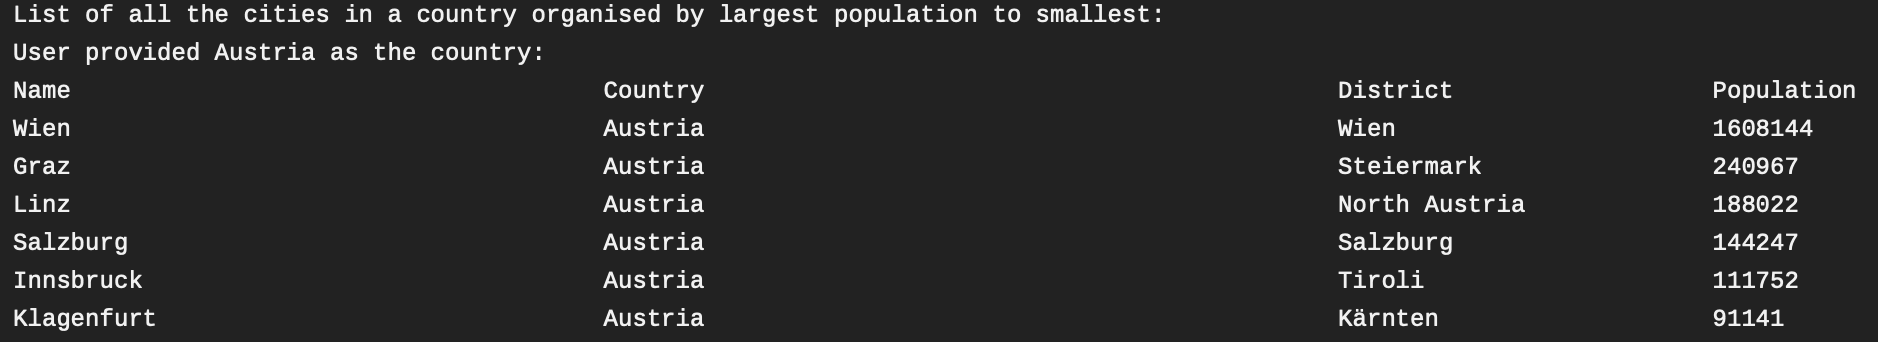 List of all the cities in a country organised by largest population to smallest:
User provided Austria as the country:
Name Country District Population
Wien Austria Wien 1608144
Graz Austria Steiermark 240967
Linz Austria North Austria 188022
Salzburg Austria Salzburg 144247
Innsbruck Austria Tiroli 111752
Klagenfurt Austria Kärnten 91141